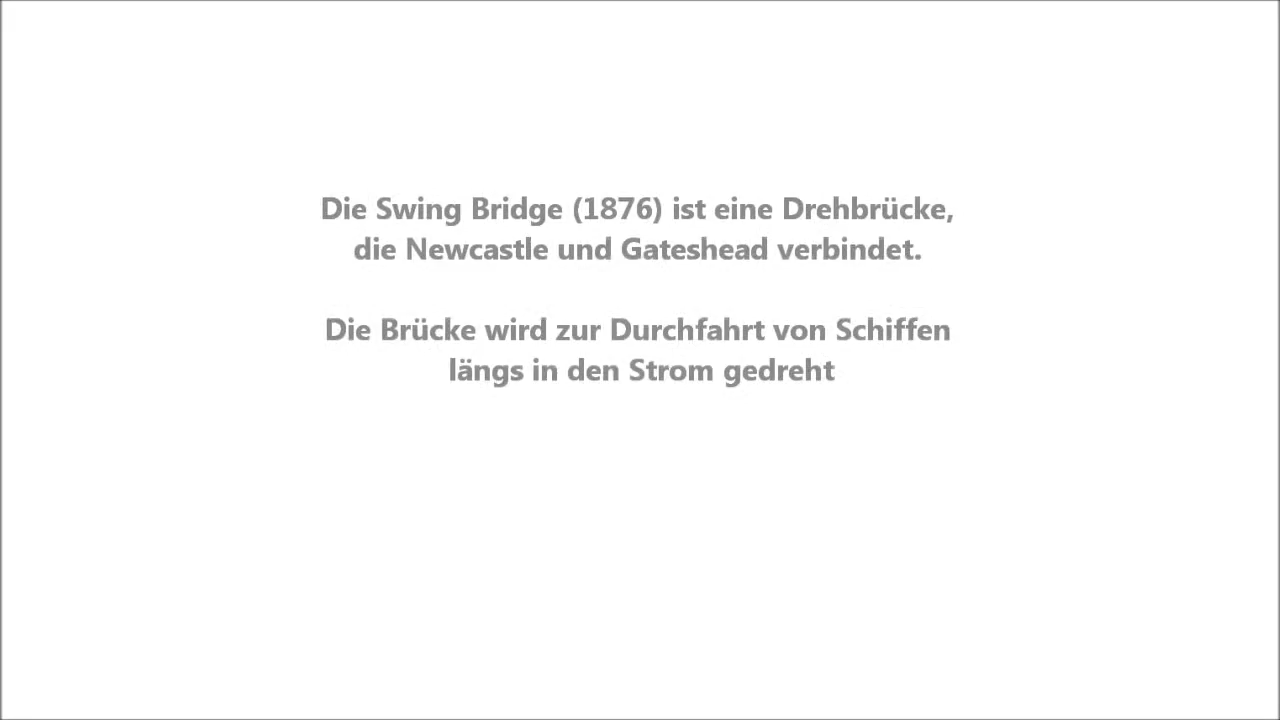 Die Swing Bridge (1876) ist eine Drehbrücke,
die Newcastle und Gateshead verbindet.
Die Brücke wird zur Durchfahrt von Schiffen
längs in den Strom gedreht